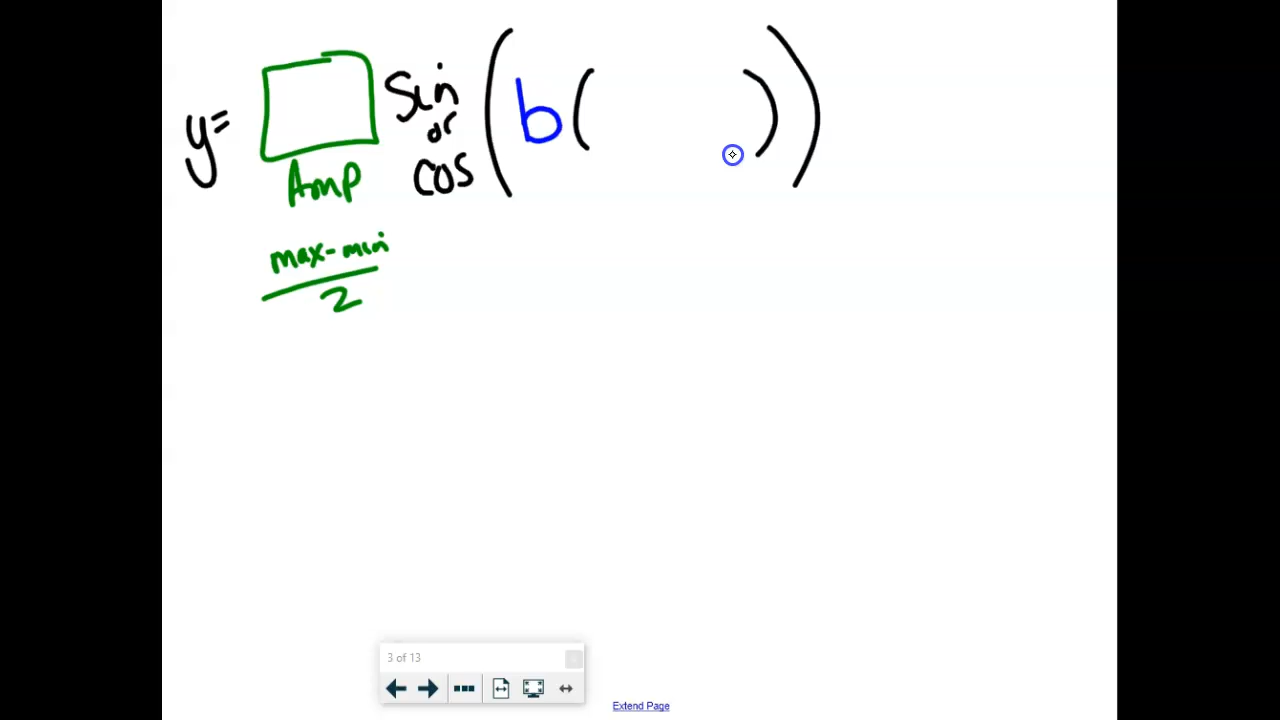 y= Sin or cos (b( ))
Amp
max-min
2
3 of 13
Extend Page